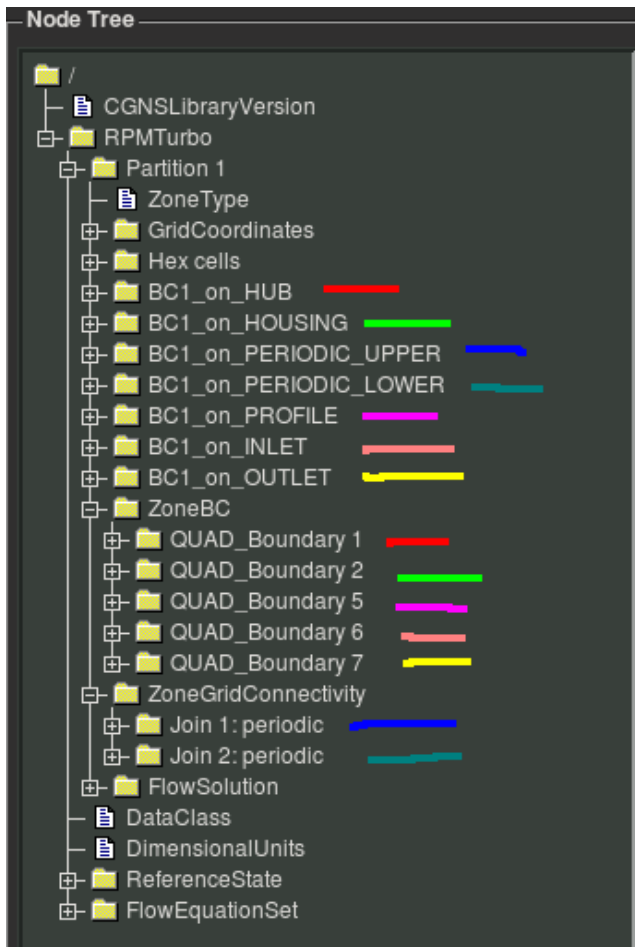 Node Tree
/
CGNSLibraryVersion
RPMTurbo
Partition 1
ZoneType
GridCoordinates
Hex cells
BC1_on_HUB
BC1_on_HOUSING
BC1_on_PERIODIC_UPPER
BC1_on_PERIODIC_LOWER
BC1_on_PROFILE
BC1_on_INLET
BC1_on_OUTLET
ZoneBC
QUAD_Boundary 1
QUAD_Boundary 2
QUAD_Boundary 5
QUAD_Boundary 6
QUAD_Boundary 7
ZoneGridConnectivity
Join 1: periodic
Join 2: periodic
FlowSolution
DataClass
DimensionalUnits
ReferenceState
FlowEquationSet